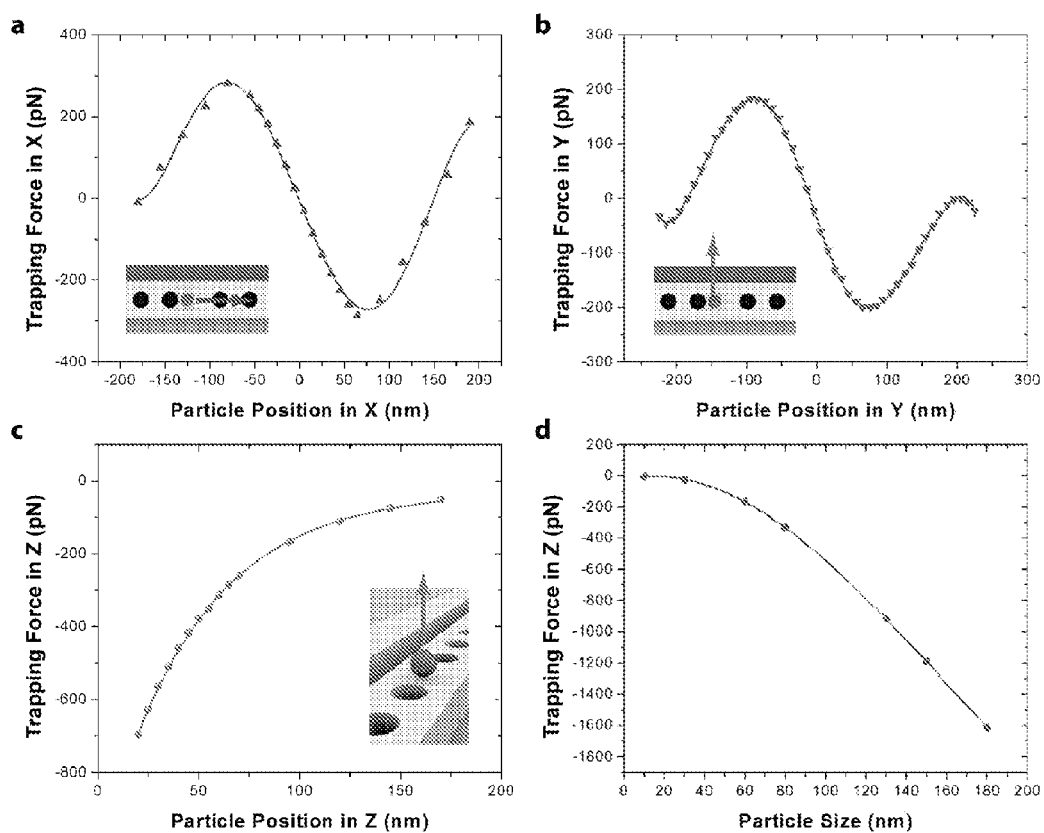 a
400
200
0
-200
-400
-200 -150 -100 -50 0 50 100 150 200
Trapping Force in X (pN)
Particle Position in X (nm)
b
300
200
100
0
-100
-200
-300
-200 -100 0 100 200 300
Trapping Force in Y (pN)
Particle Position in Y (nm)
c
0
-200
-400
-600
-800
0 50 100 150 200
Trapping Force in Z (pN)
Particle Position in Z (nm)
d
200
0
-200
-400
-600
-800
-1000
-1200
-1400
-1600
-1800
0 20 40 60 80 100 120 140 160 180 200
Trapping Force in Z (pN)
Particle Size (nm)